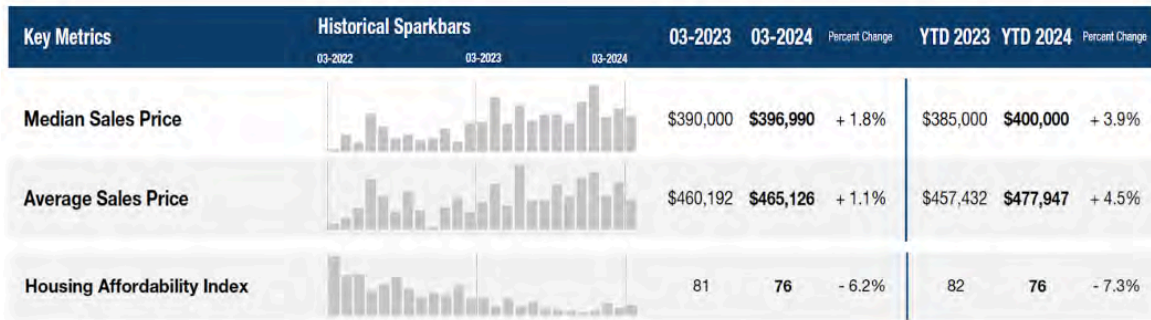 Key Metrics Historical Sparkbars 03-2023 03-2024 Percent Change YTD 2023 YTD 2024 Percent Change
03-2022 03-2023 03-2024
Median Sales Price $390,000 $396,990 + 1.8% $385,000 $400,000 + 3.9%
Average Sales Price $460,192 $465,126 + 1.1% $457,432 $477,947 + 4.5%
Housing Affordability Index 81 76 - 6.2% 82 76 - 7.3%